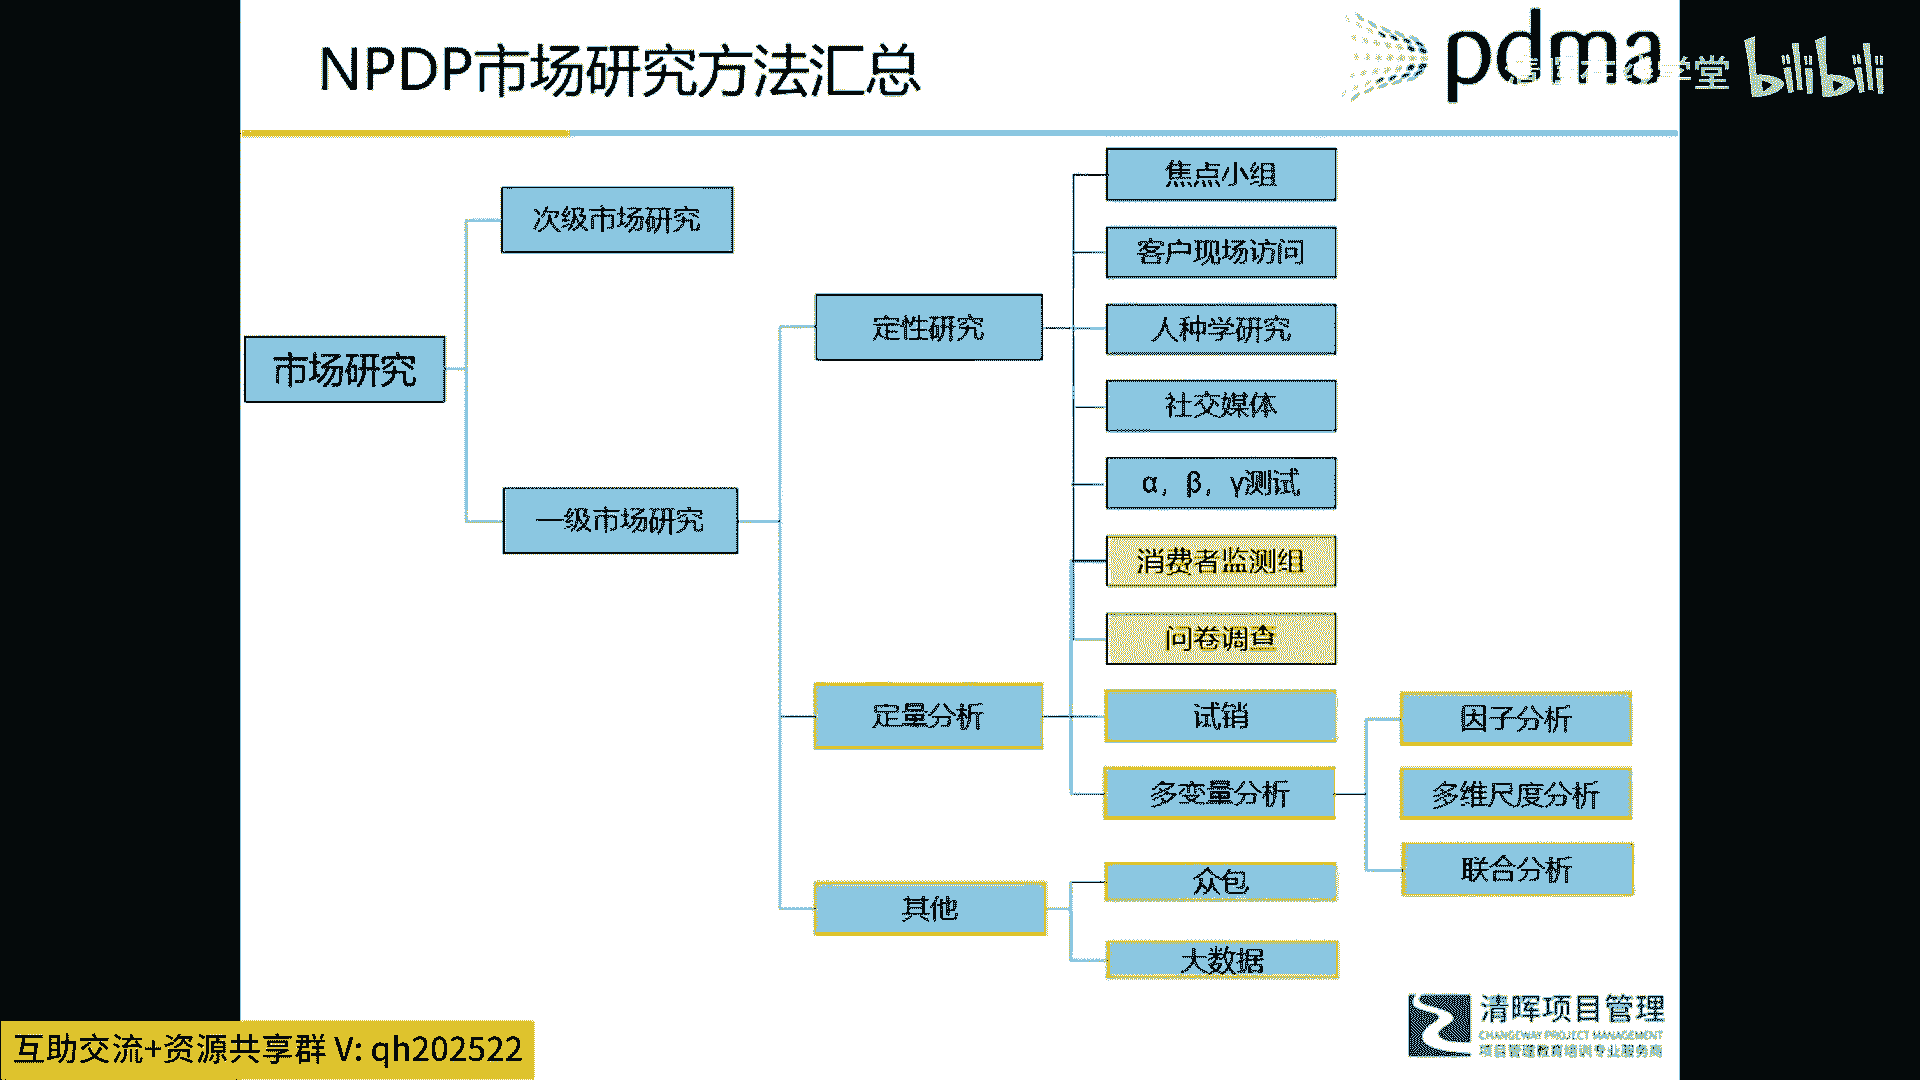 NPDP市场研究方法汇总
pdma
学堂
bilibili
焦点小组
次级市场研究
客户现场访问
定性研究
人种学研究
市场研究
社交媒体
α，β，γ测试
一级市场研究
消费者监测组
问卷调查
定量分析
试销
因子分析
多变量分析
多维尺度分析
联合分析
众包
其他
大数据
清晖项目管理
CHANGEWAY PROJECT MANAGEMENT
项目管理教育培训专业服务商
互助交流+资源共享群 V: qh202522